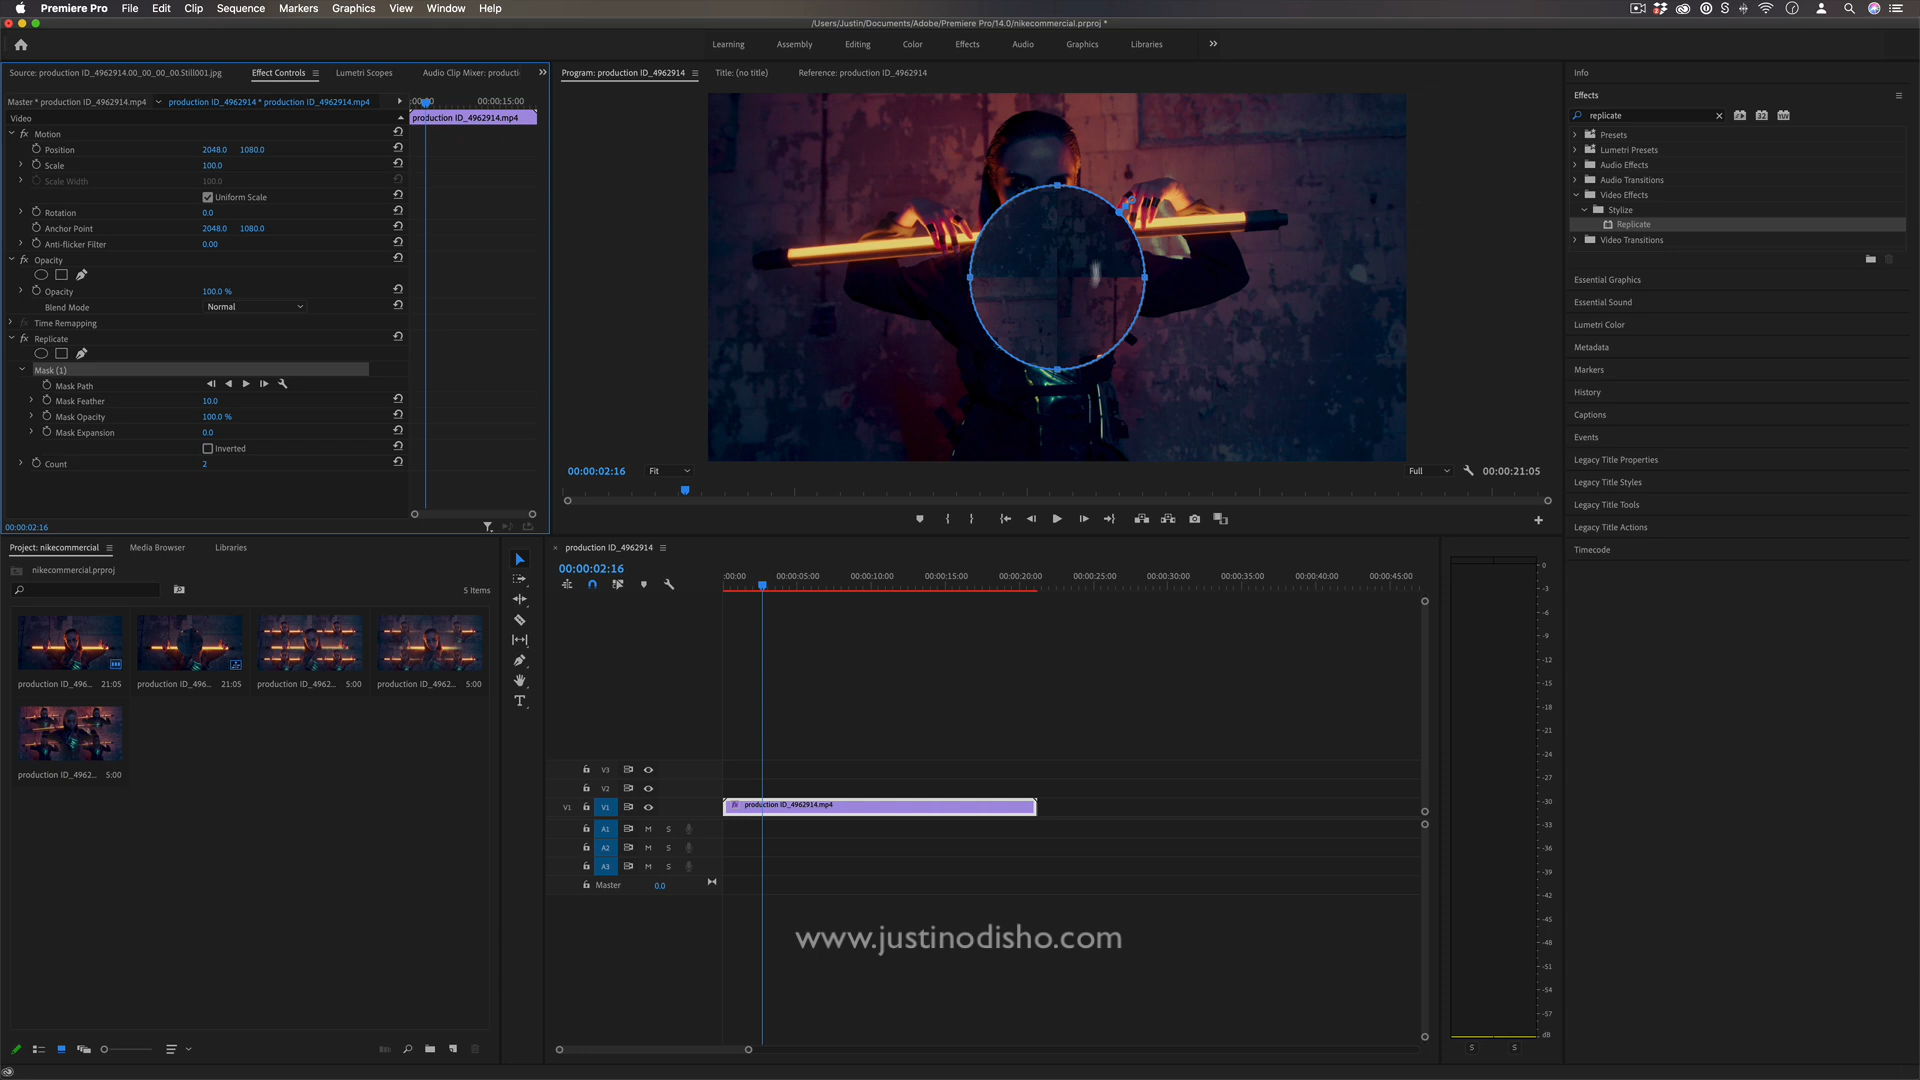 Premiere Pro File Edit Clip Sequence Markers Graphics View Window Help
/Users/Justin/Documents/Adobe/Premiere Pro/14.0/nikecommercial.prproj *
Learning Assembly Editing Color Effects Audio Graphics Libraries
Source: production ID_4962914.00_00_00_00.Still001.jpg Effect Controls Lumetri Scopes Audio Clip Mixer: producti
Master * production ID_4962914.mp4 production ID_4962914 * production ID_4962914.mp4 :00:00 00:00:15:00
Video production ID_4962914.mp4
fx Motion
Position 2048.0 1080.0
Scale 100.0
Scale Width 100.0
Uniform Scale
Rotation 0.0
Anchor Point 2048.0 1080.0
Anti-flicker Filter 0.00
fx Opacity
Opacity 100.0 %
Blend Mode Normal
fx Time Remapping
fx Replicate
Mask (1)
Mask Path
Mask Feather 10.0
Mask Opacity 100.0 %
Mask Expansion 0.0
Inverted
Count 2
00:00:02:16
Program: production ID_4962914 Title: (no title) Reference: production ID_4962914
00:00:02:16 Fit Full 00:00:21:05
Info
Effects
replicate
Presets
Lumetri Presets
Audio Effects
Audio Transitions
Video Effects
Stylize
Replicate
Video Transitions
Essential Graphics
Essential Sound
Lumetri Color
Metadata
Markers
History
Captions
Events
Legacy Title Properties
Legacy Title Styles
Legacy Title Tools
Legacy Title Actions
Timecode
Project: nikecommercial Media Browser Libraries
nikecommercial.prproj
5 Items
production ID_496... 21:05 production ID_496... 21:05 production ID_4962... 5:00 production ID_4962... 5:00
production ID_4962... 5:00
production ID_4962914
00:00:02:16
:00:00 00:00:05:00 00:00:10:00 00:00:15:00 00:00:20:00 00:00:25:00 00:00:30:00 00:00:35:00 00:00:40:00 00:00:45:00
V3
V2
V1 V1 fx production ID_4962914.mp4
A1 M S
A2 M S
A3 M S
Master 0.0
0
-3
-6
-9
-12
-15
-18
-21
-24
-27
-30
-33
-36
-39
-42
-45
-48
-51
-54
-57
dB
S S
www.justinodisho.com